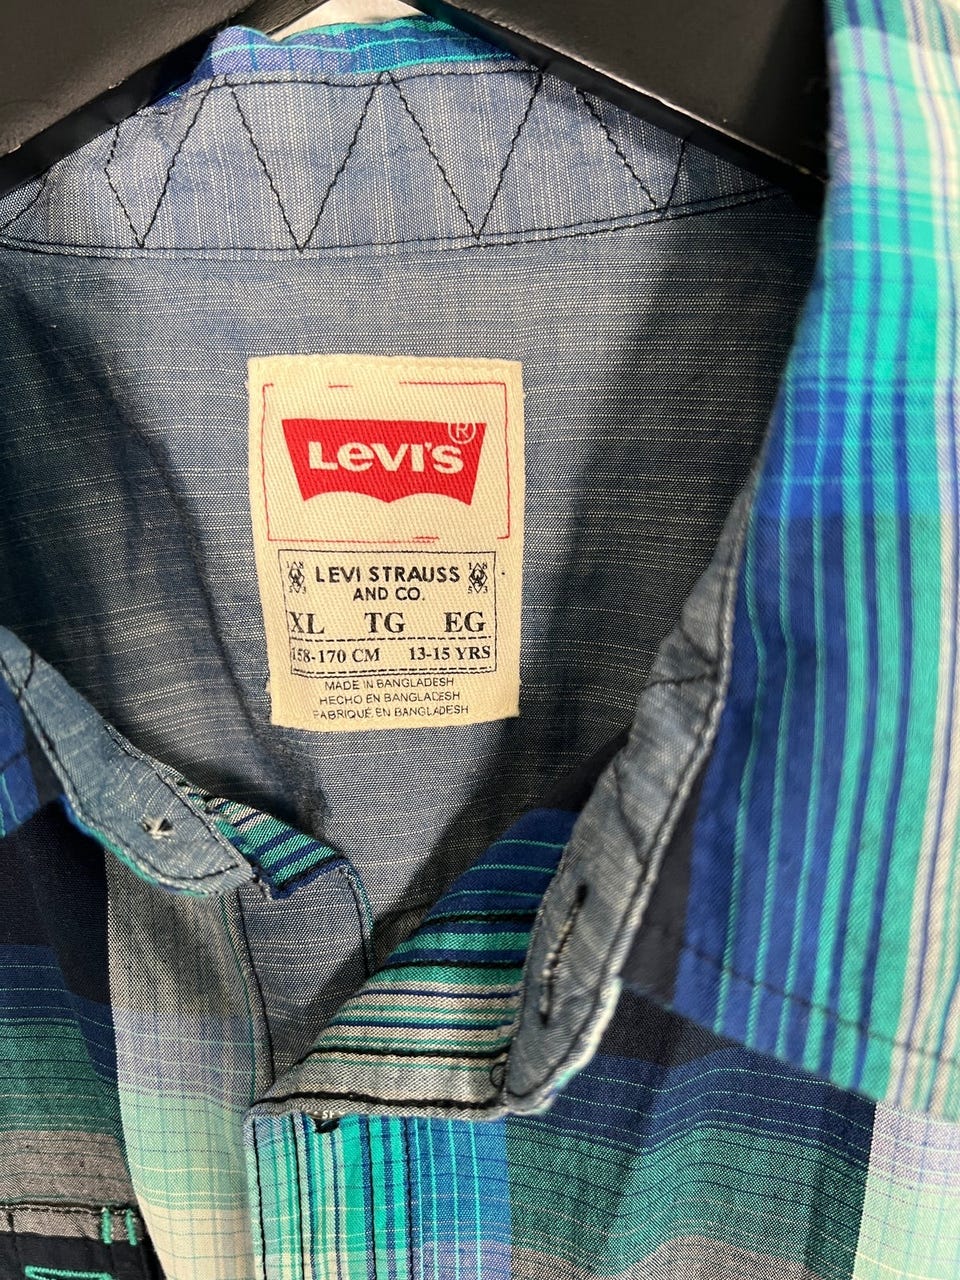 Levi's ®
LEVI STRAUSS
AND CO.
XL TG EG
158-170 CM 13-15 YRS
MADE IN BANGLADESH
HECHO EN BANGLADESH
FABRIQUÉ EN BANGLADESH